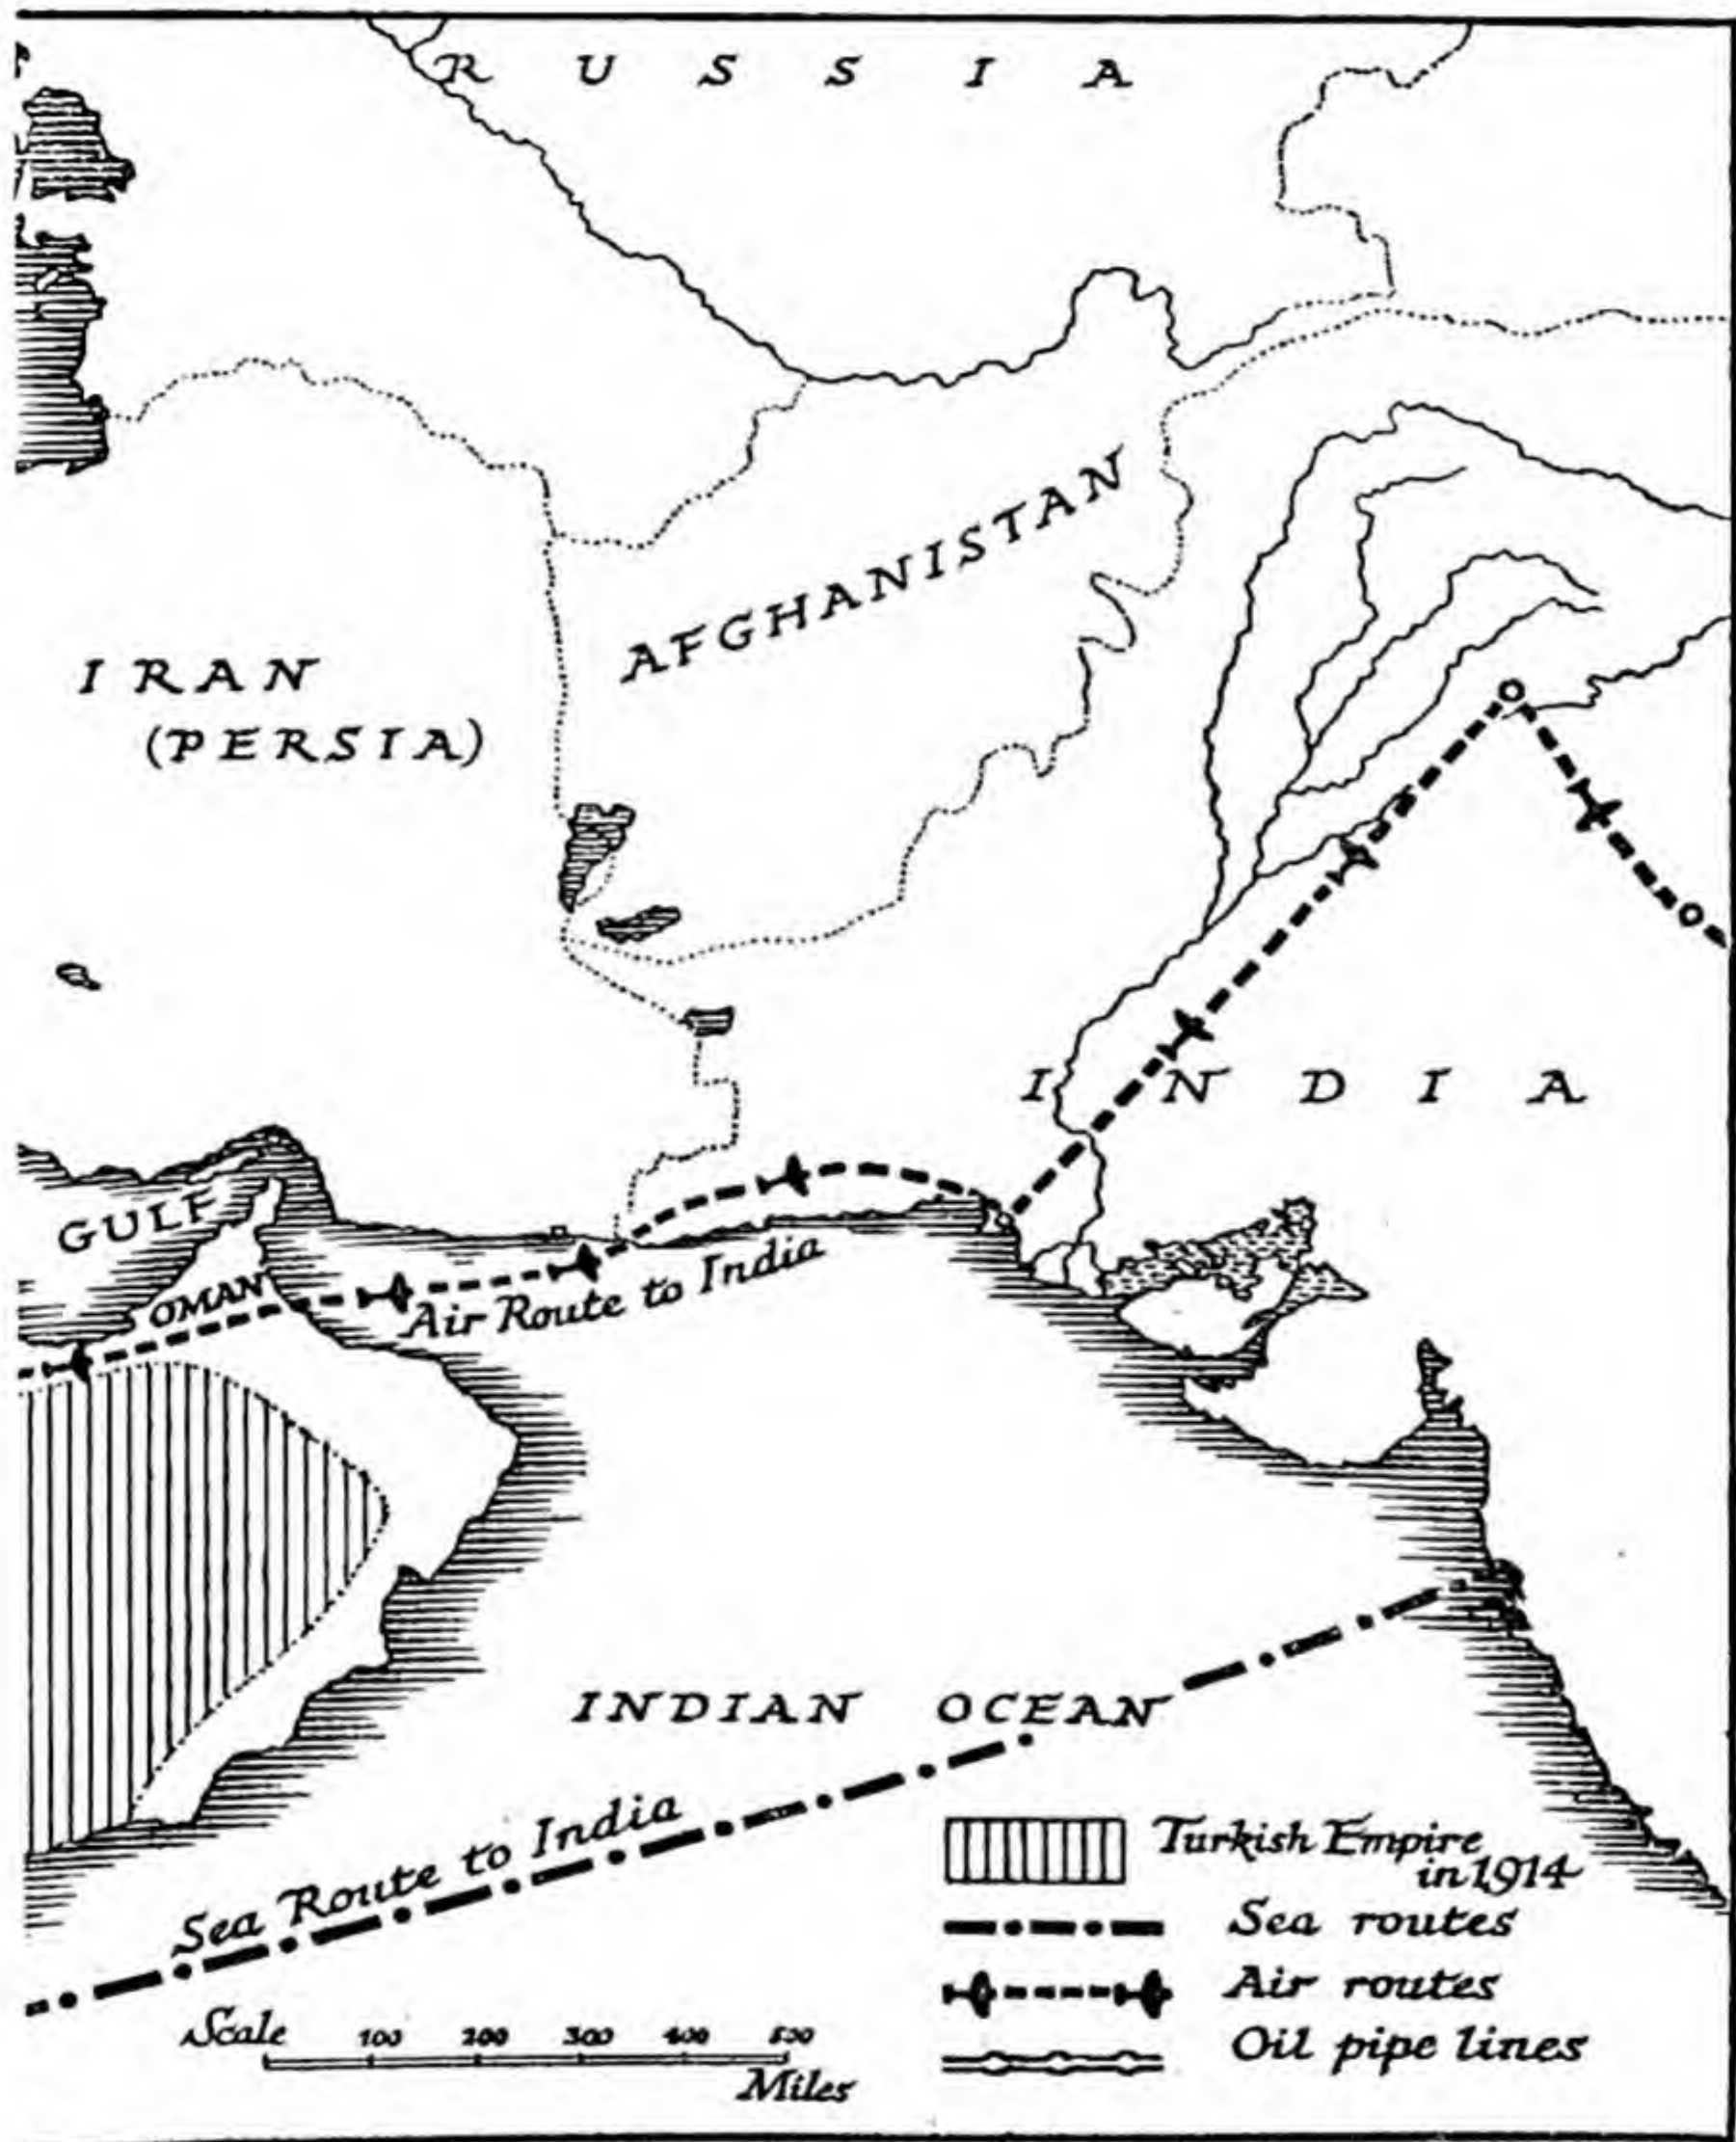 RUSSIA
AFGHANISTAN
IRAN
(PERSIA)
INDIA
GULF
OMAN
Air Route to India
INDIAN OCEAN
Sea Route to India
Turkish Empire
in 1914
Sea routes
Air routes
Oil pipe lines
Scale 100 200 300 400 500
Miles